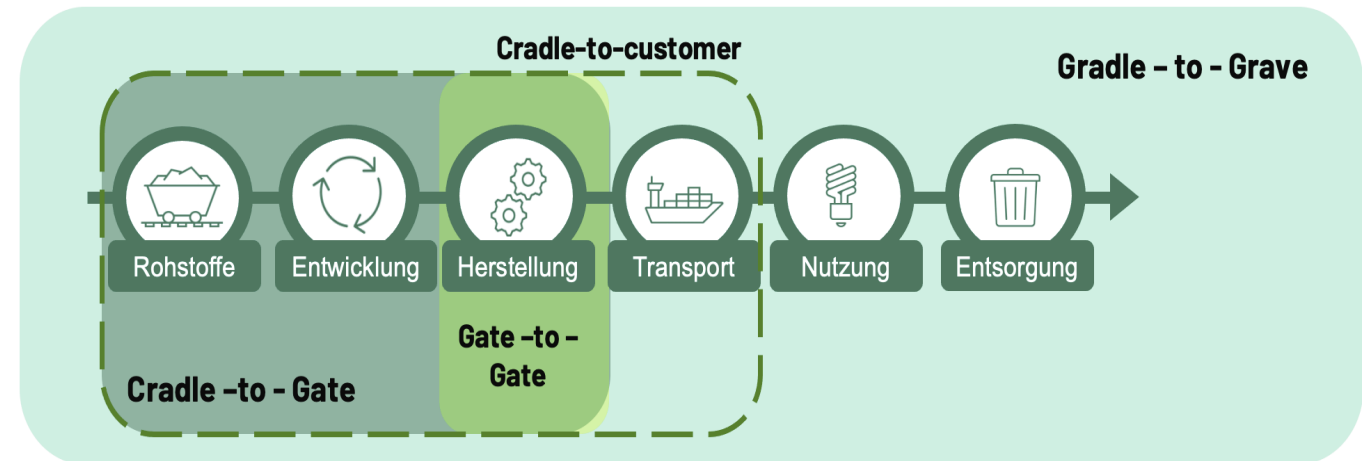 Cradle-to-customer
Gradle – to - Grave
Rohstoffe
Entwicklung
Herstellung
Transport
Nutzung
Entsorgung
Gate –to –
Gate
Cradle –to - Gate